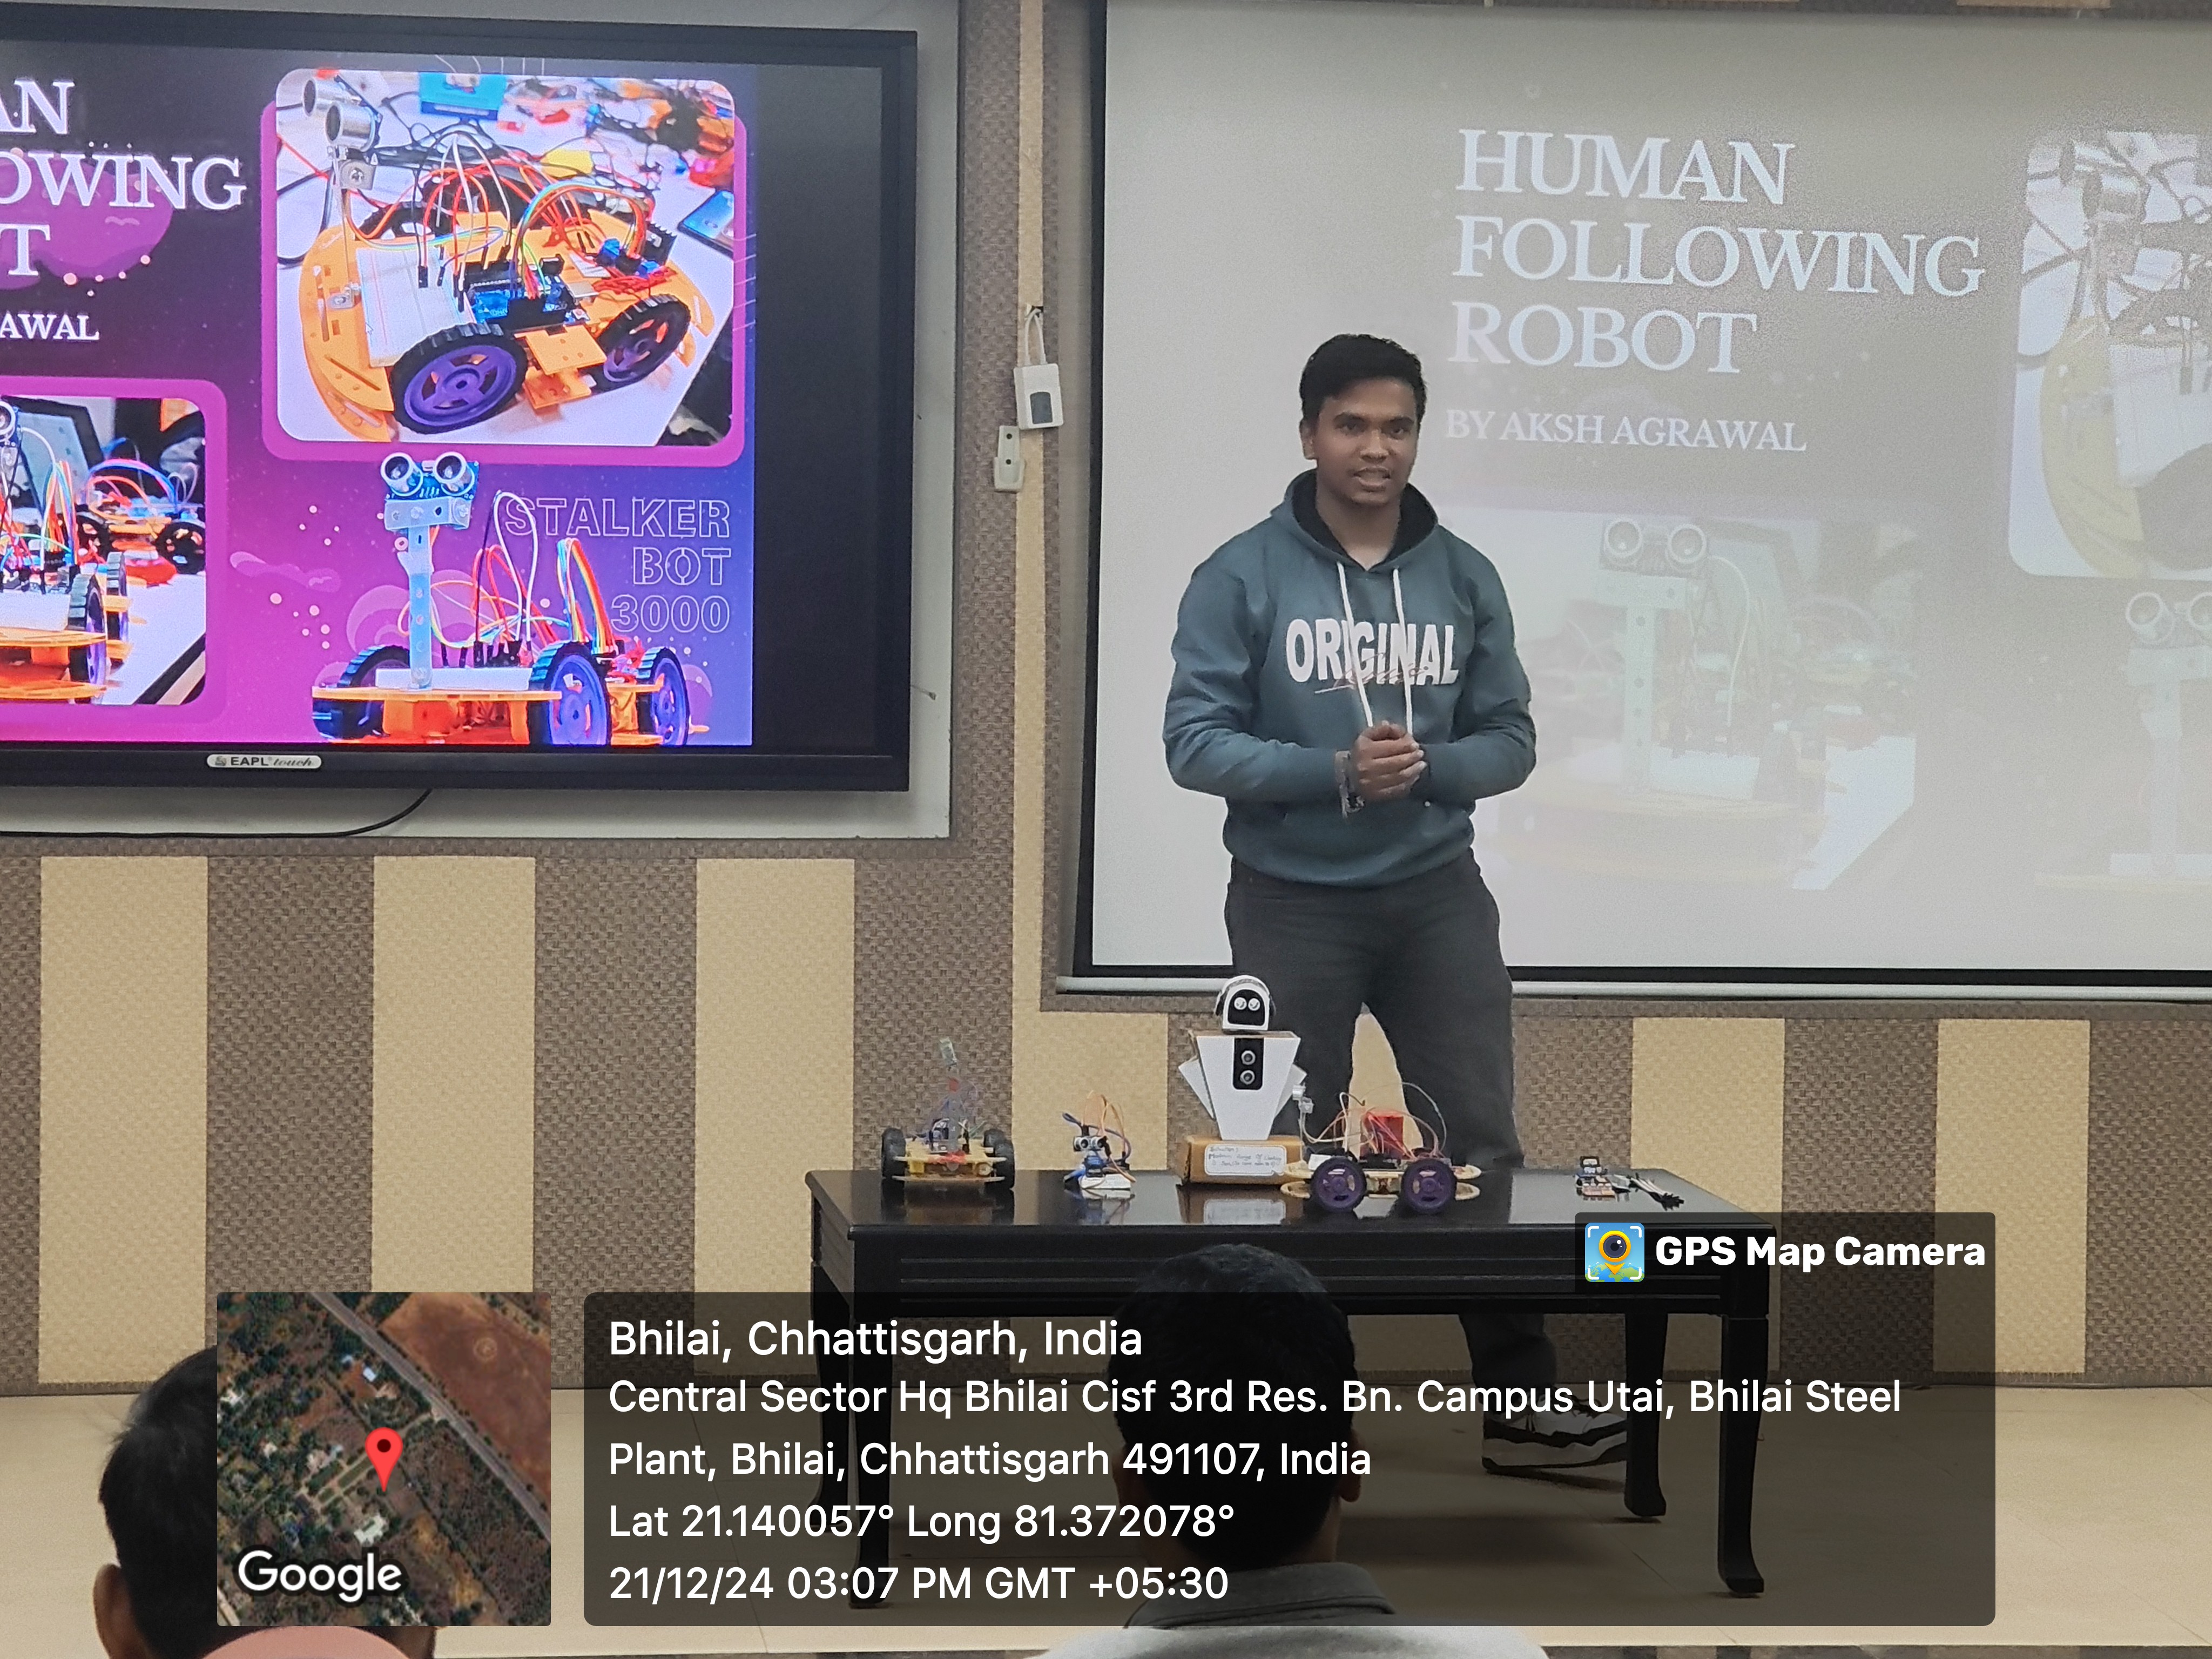 AN
OWING
T
AWAL
STALKER
BOT
3000
EAPL touch
HUMAN
FOLLOWING
ROBOT
BY AKSH AGRAWAL
ORIGINAL
GPS Map Camera
Google
Bhilai, Chhattisgarh, India
Central Sector Hq Bhilai Cisf 3rd Res. Bn. Campus Utai, Bhilai Steel
Plant, Bhilai, Chhattisgarh 491107, India
Lat 21.140057° Long 81.372078°
21/12/24 03:07 PM GMT +05:30